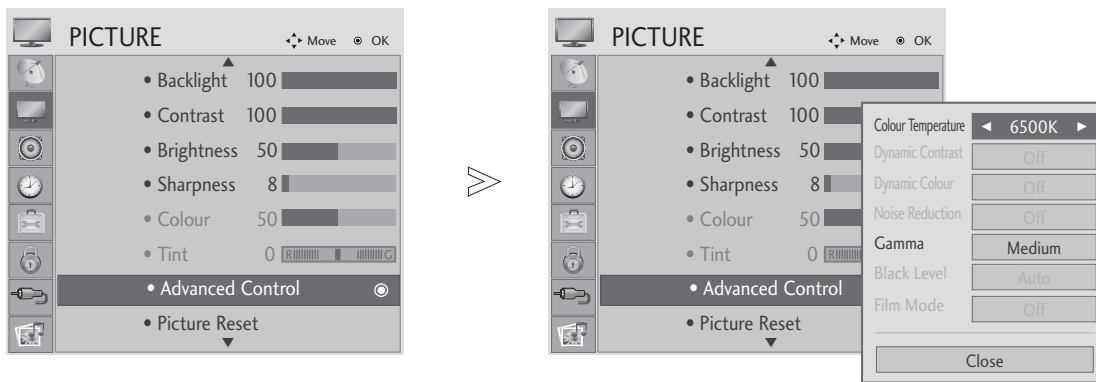 PICTURE Move OK
• Backlight 100
• Contrast 100
• Brightness 50
• Sharpness 8
• Colour 50
• Tint 0 R G
• Advanced Control
• Picture Reset
PICTURE Move OK
• Backlight 100
• Contrast 100
• Brightness 50
• Sharpness 8
• Colour 50
• Tint 0 R
• Advanced Control
• Picture Reset
Colour Temperature ◄ 6500K ►
Dynamic Contrast Off
Dynamic Colour Off
Noise Reduction Off
Gamma Medium
Black Level Auto
Film Mode Off
Close